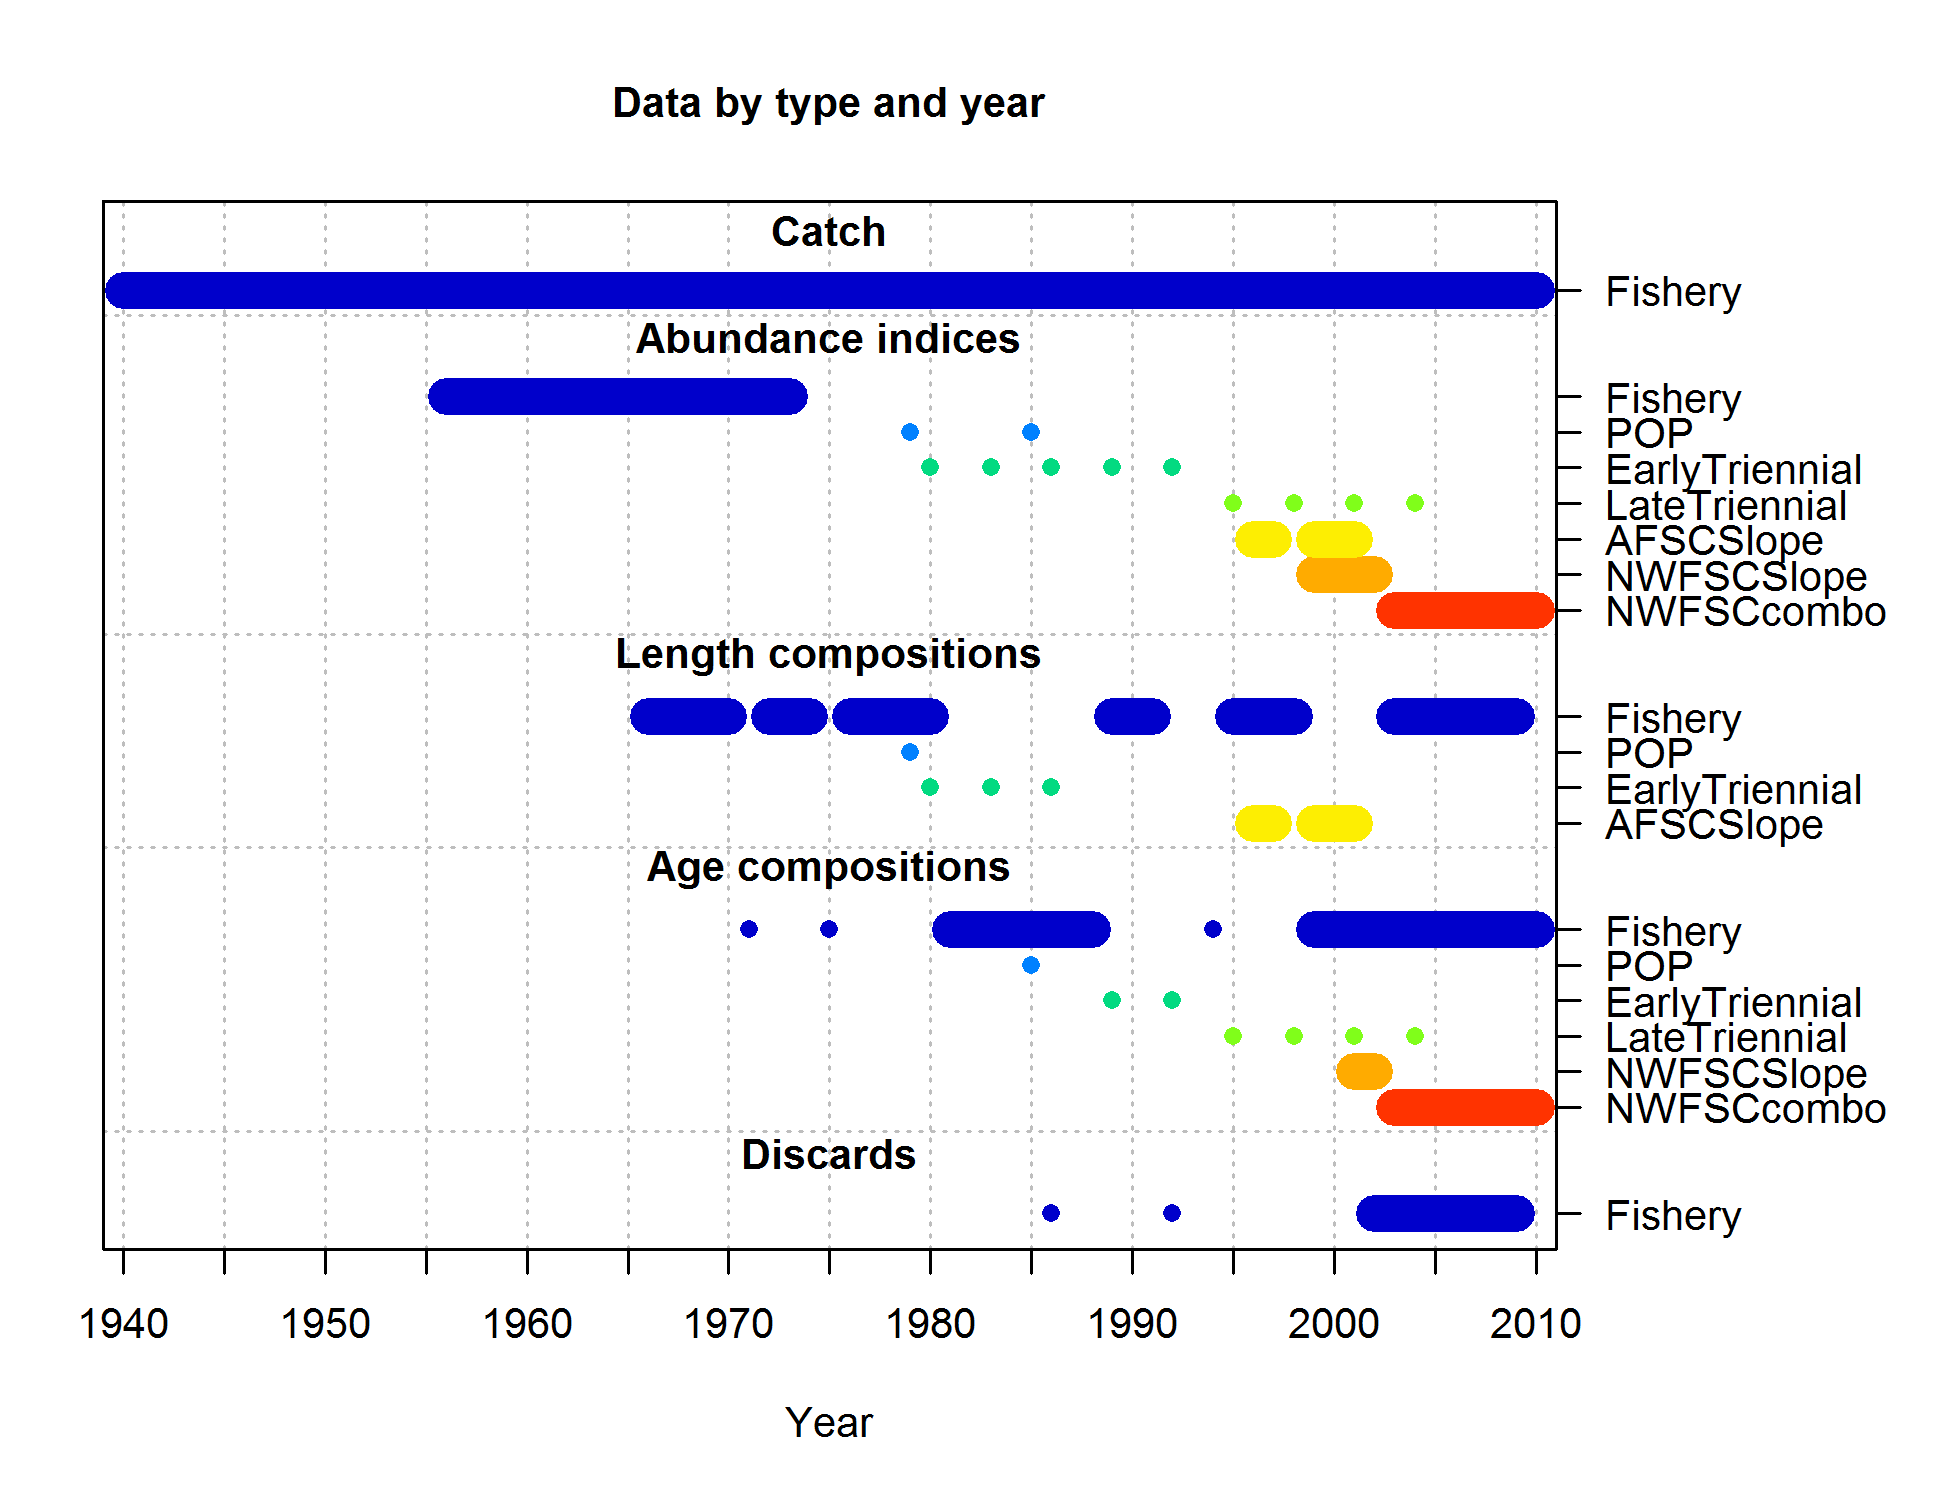 Data by type and year
Catch
Fishery
Abundance indices
Fishery
POP
EarlyTriennial
LateTriennial
AFSCSlope
NWFSCSlope
NWFSCcombo
Length compositions
Fishery
POP
EarlyTriennial
AFSCSlope
Age compositions
Fishery
POP
EarlyTriennial
LateTriennial
NWFSCSlope
NWFSCcombo
Discards
Fishery
1940 1950 1960 1970 1980 1990 2000 2010
Year